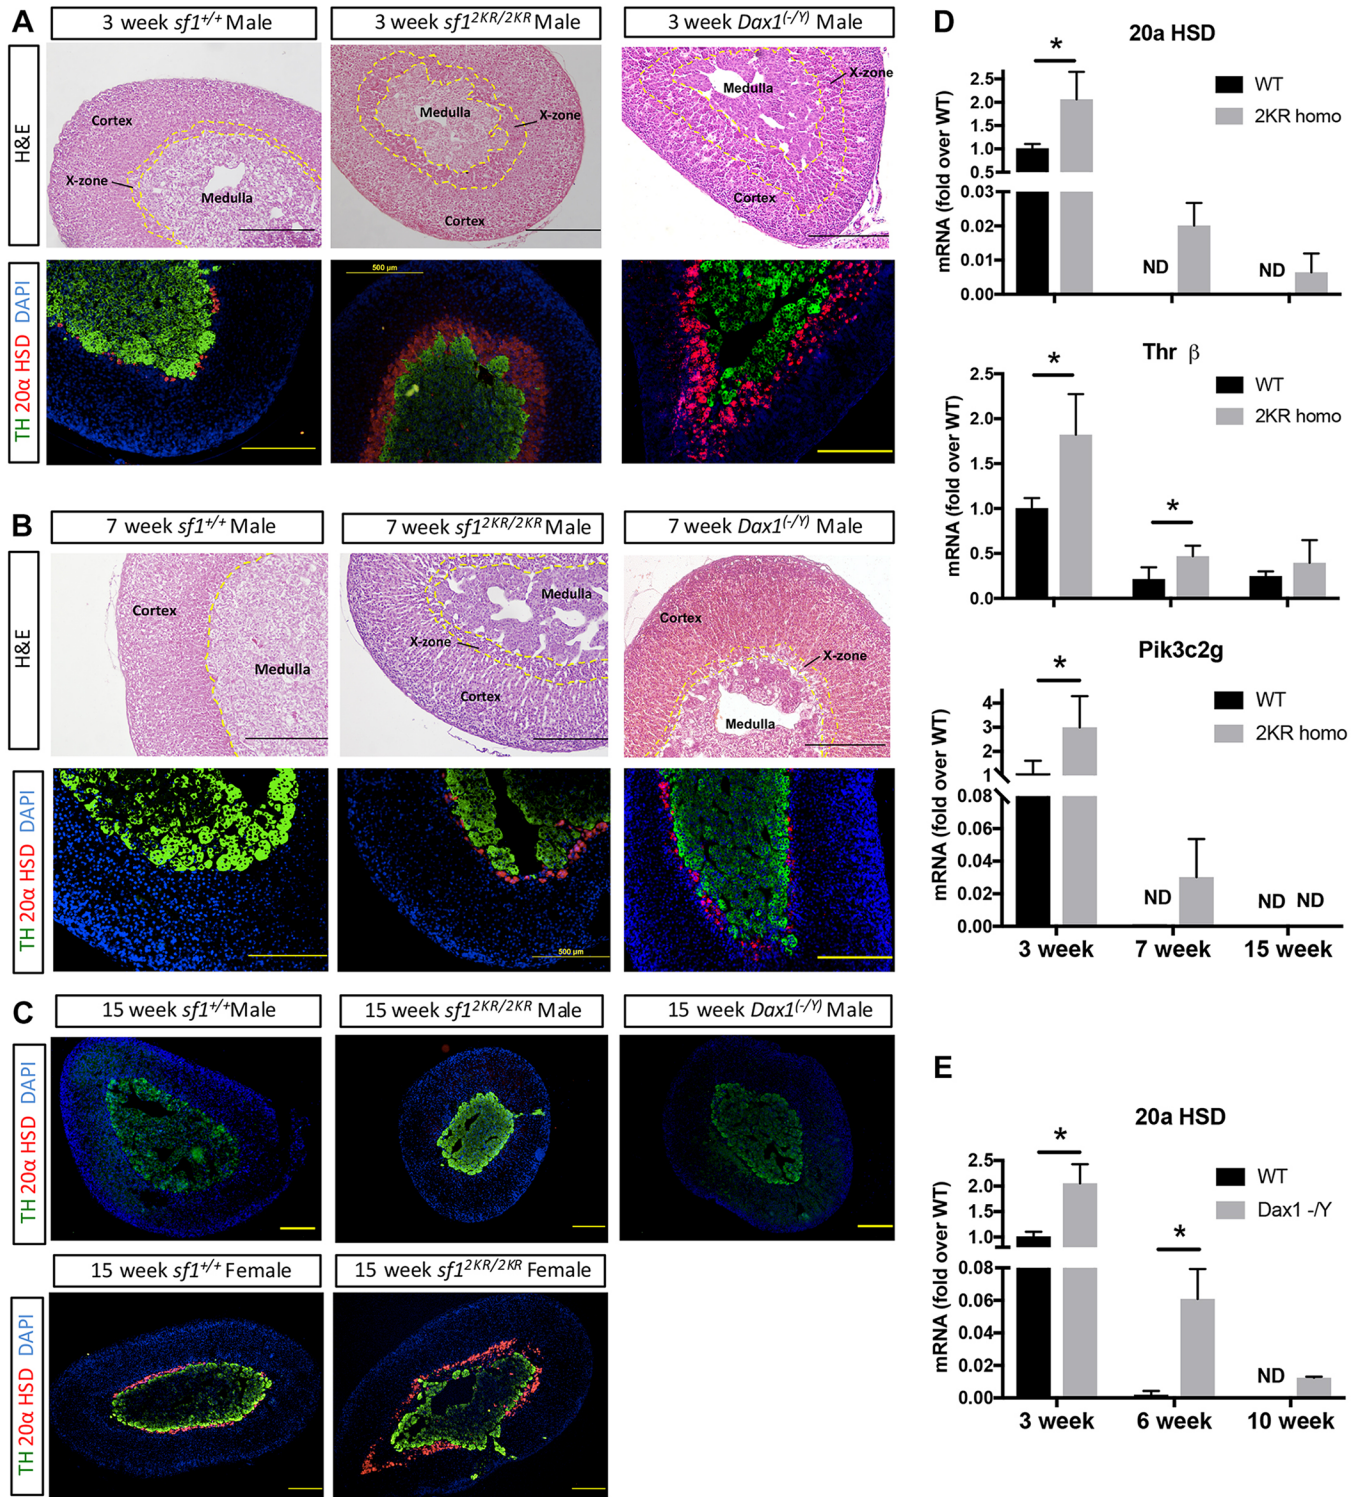 A
3 week sf1+/+ Male
3 week sf12KR/2KR Male
3 week Dax1(-/Y) Male
H&E
Cortex
X-zone
Medulla
Medulla
X-zone
Cortex
X-zone
Medulla
Cortex
TH 20α HSD DAPI
500 µm
B
7 week sf1+/+ Male
7 week sf12KR/2KR Male
7 week Dax1(-/Y) Male
H&E
Cortex
Medulla
Medulla
X-zone
Cortex
Cortex
X-zone
Medulla
TH 20α HSD DAPI
500 µm
C
15 week sf1+/+Male
15 week sf12KR/2KR Male
15 week Dax1(-/Y) Male
TH 20α HSD DAPI
15 week sf1+/+ Female
15 week sf12KR/2KR Female
TH 20α HSD DAPI
D
20a HSD
*
WT
2KR homo
mRNA (fold over WT)
2.5
2.0
1.5
1.0
0.5
0.03
0.02
0.01
0.00
ND
ND
Thr β
*
*
WT
2KR homo
mRNA (fold over WT)
2.5
2.0
1.5
1.0
0.5
0.0
Pik3c2g
*
WT
2KR homo
mRNA (fold over WT)
4
3
2
1
0.08
0.06
0.04
0.02
0.00
ND
ND ND
3 week 7 week 15 week
E
20a HSD
*
*
WT
Dax1 -/Y
mRNA (fold over WT)
2.5
2.0
1.5
1.0
0.08
0.06
0.04
0.02
0.00
ND
3 week 6 week 10 week